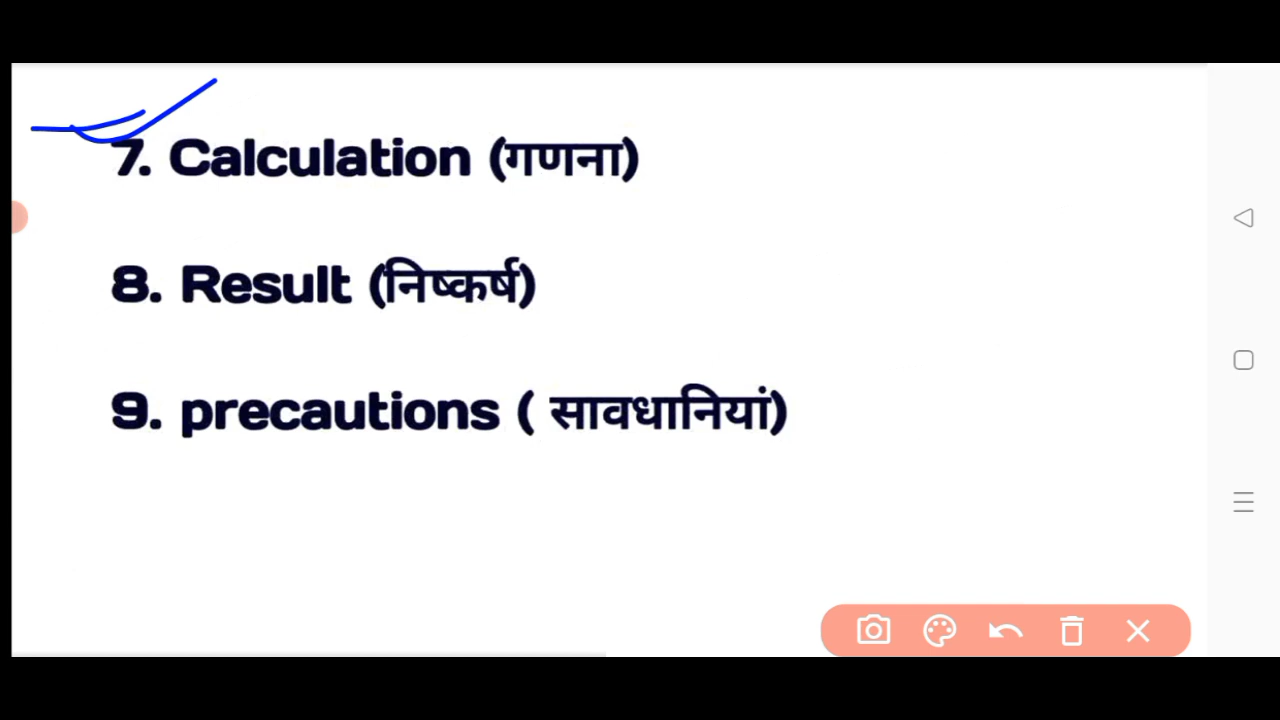 7. Calculation (गणना)
8. Result (निष्कर्ष)
9. precautions ( सावधानियां)